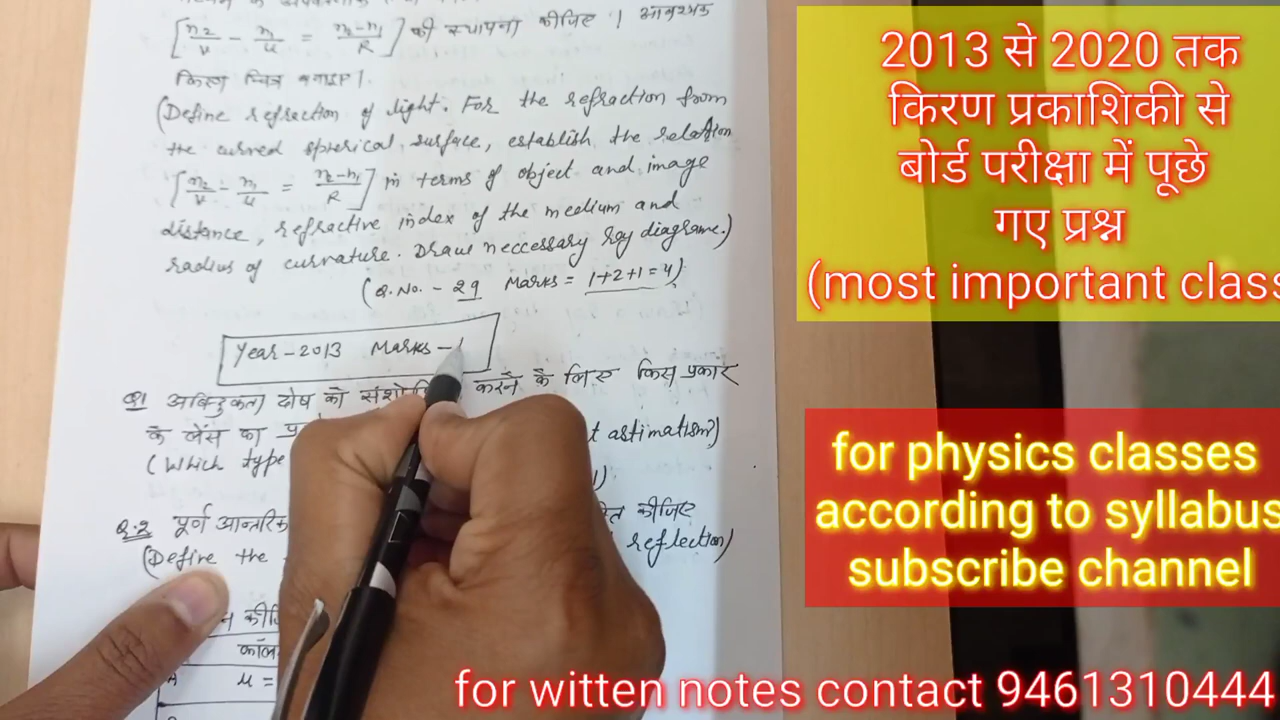 [n2/v - n1/u = n2-n1/R] की स्थापना कीजिए । आवश्यक
किरण चित्र बनाइए।
(Define refraction of light. For the refraction from
the curved spherical surface, establish the relation
[n2/v - n1/u = n2-n1/R] in terms of object and image
distance, refractive index of the medium and
radius of curvature. Draw neccessary Ray diagrame.)
(Q.No. - 29 Marks = 1+2+1=4)
Year-2013 Marks -
Q1 अबिन्दुकता दोष को करने के लिए किस प्रकार
के लेंस का astimatism?)
(Which type
Q.2 पूर्ण आन्तरिक कीजिए
(Define the reflection)
μ =
2013 से 2020 तक
किरण प्रकाशिकी से
बोर्ड परीक्षा में पूछे
गए प्रश्न
(most important class
for physics classes
according to syllabus
subscribe channel
for witten notes contact 9461310444